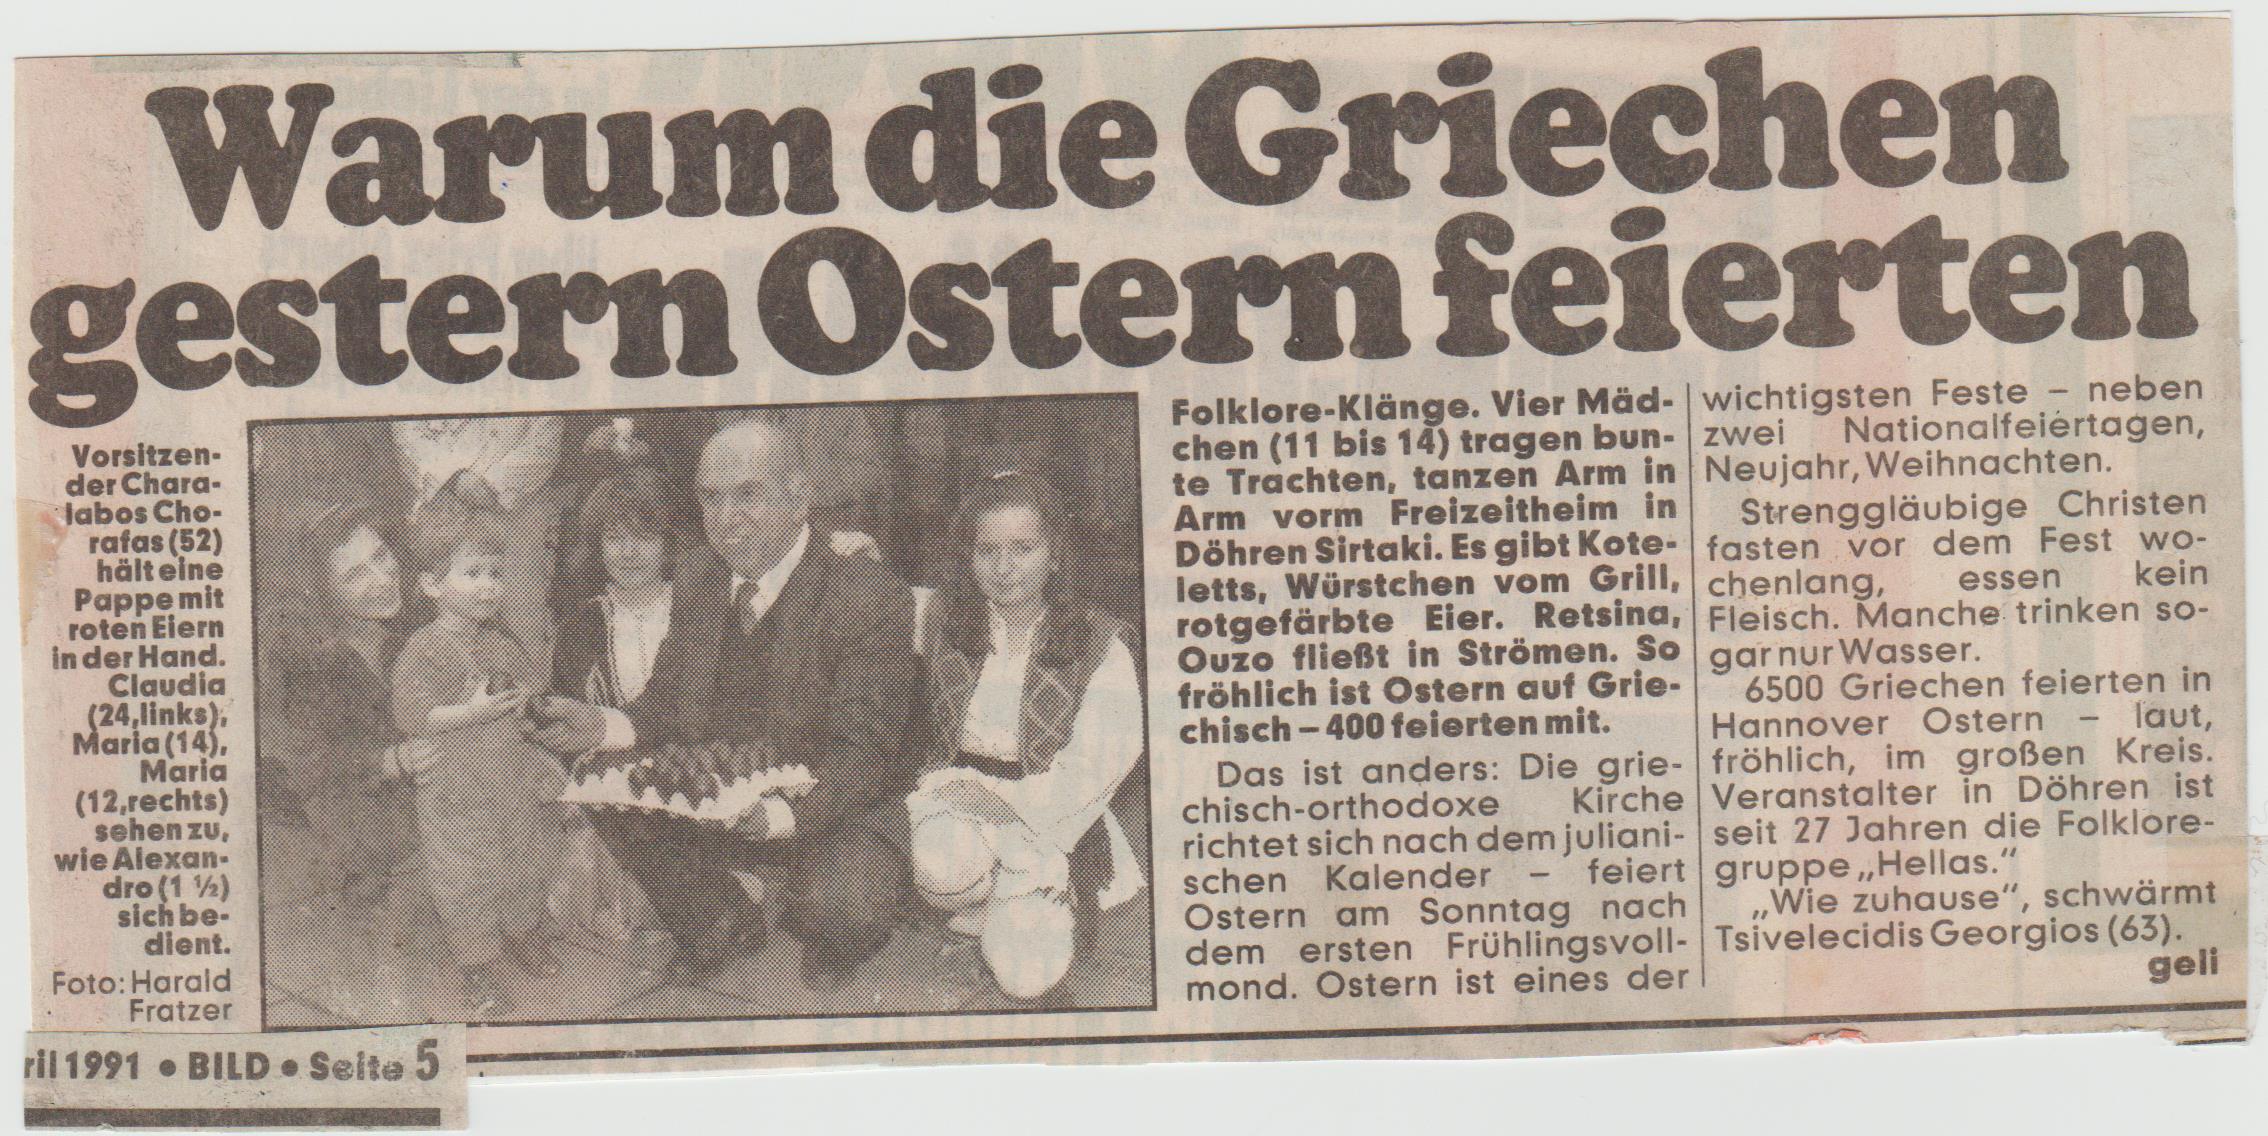 Warum die Griechen
gestern Ostern feierten
Vorsitzen-
der Chara-
labos Cho-
rafas (52)
hält eine
Pappe mit
roten Eiern
in der Hand.
Claudia
(24,links),
Maria (14),
Maria
(12,rechts)
sehen zu,
wie Alexan-
dro (1 ½)
sich be-
dient.
Foto: Harald
Fratzer
Folklore-Klänge. Vier Mäd-
chen (11 bis 14) tragen bun-
te Trachten, tanzen Arm in
Arm vorm Freizeitheim in
Döhren Sirtaki. Es gibt Kote-
letts, Würstchen vom Grill,
rotgefärbte Eier. Retsina,
Ouzo fließt in Strömen. So
fröhlich ist Ostern auf Grie-
chisch – 400 feierten mit.
Das ist anders: Die grie-
chisch-orthodoxe Kirche
richtet sich nach dem juliani-
schen Kalender – feiert
Ostern am Sonntag nach
dem ersten Frühlingsvoll-
mond. Ostern ist eines der
wichtigsten Feste – neben
zwei Nationalfeiertagen,
Neujahr, Weihnachten.
Strenggläubige Christen
fasten vor dem Fest wo-
chenlang, essen kein
Fleisch. Manche trinken so-
gar nur Wasser.
6500 Griechen feierten in
Hannover Ostern – laut,
fröhlich, im großen Kreis.
Veranstalter in Döhren ist
seit 27 Jahren die Folklore-
gruppe „Hellas.“
„Wie zuhause“, schwärmt
Tsivelecidis Georgios (63).
geli
ril 1991 • BILD • Seite 5